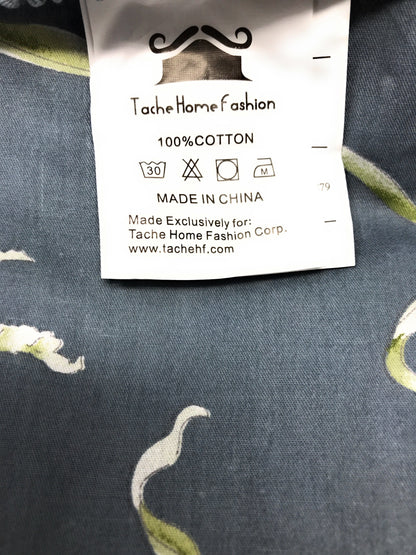 Tache Home Fashion
100%COTTON
30 M
MADE IN CHINA
79
Made Exclusively for:
Tache Home Fashion Corp.
www.tachehf.com